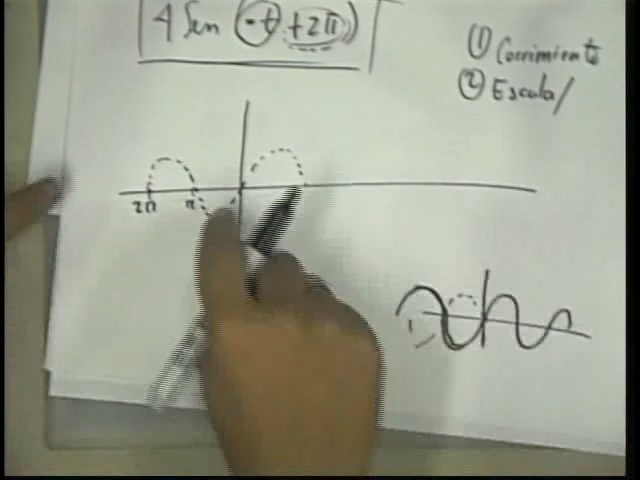 4 Sen (-t +2π)
① Corrimiento
② Escala
2π π